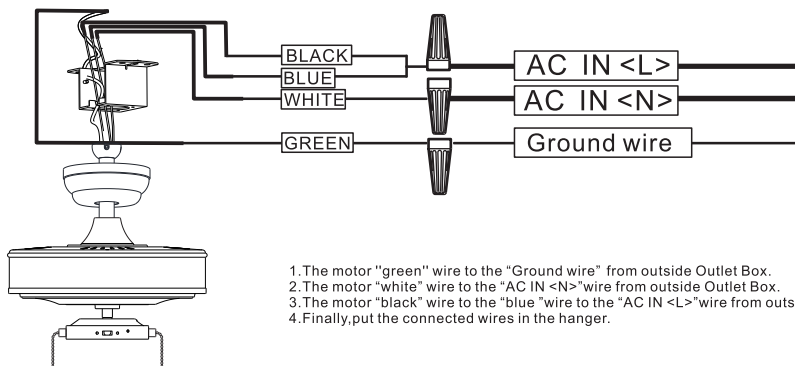 BLACK
BLUE
WHITE
GREEN
AC IN <L>
AC IN <N>
Ground wire
1.The motor "green" wire to the “Ground wire” from outside Outlet Box.
2.The motor “white” wire to the “AC IN <N>”wire from outside Outlet Box.
3.The motor “black” wire to the “blue ”wire to the “AC IN <L>”wire from outs
4.Finally,put the connected wires in the hanger.